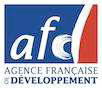 afd
AGENCE FRANÇAISE
DE DÉVELOPPEMENT